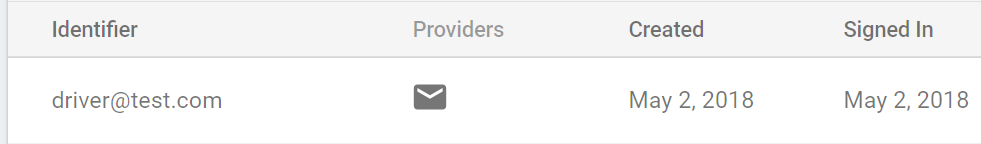 Identifier Providers Created Signed In
driver@test.com May 2, 2018 May 2, 2018